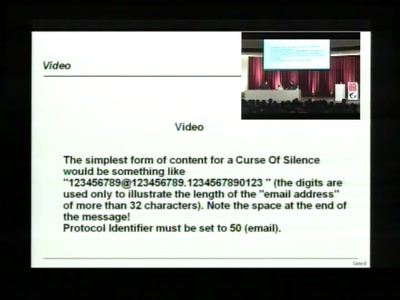 Video
Video
The simplest form of content for a Curse Of Silence
would be something like
"123456789@123456789.1234567890123 " (the digits are
used only to illustrate the length of the "email address"
of more than 32 characters). Note the space at the end of
the message!
Protocol Identifier must be set to 50 (email).